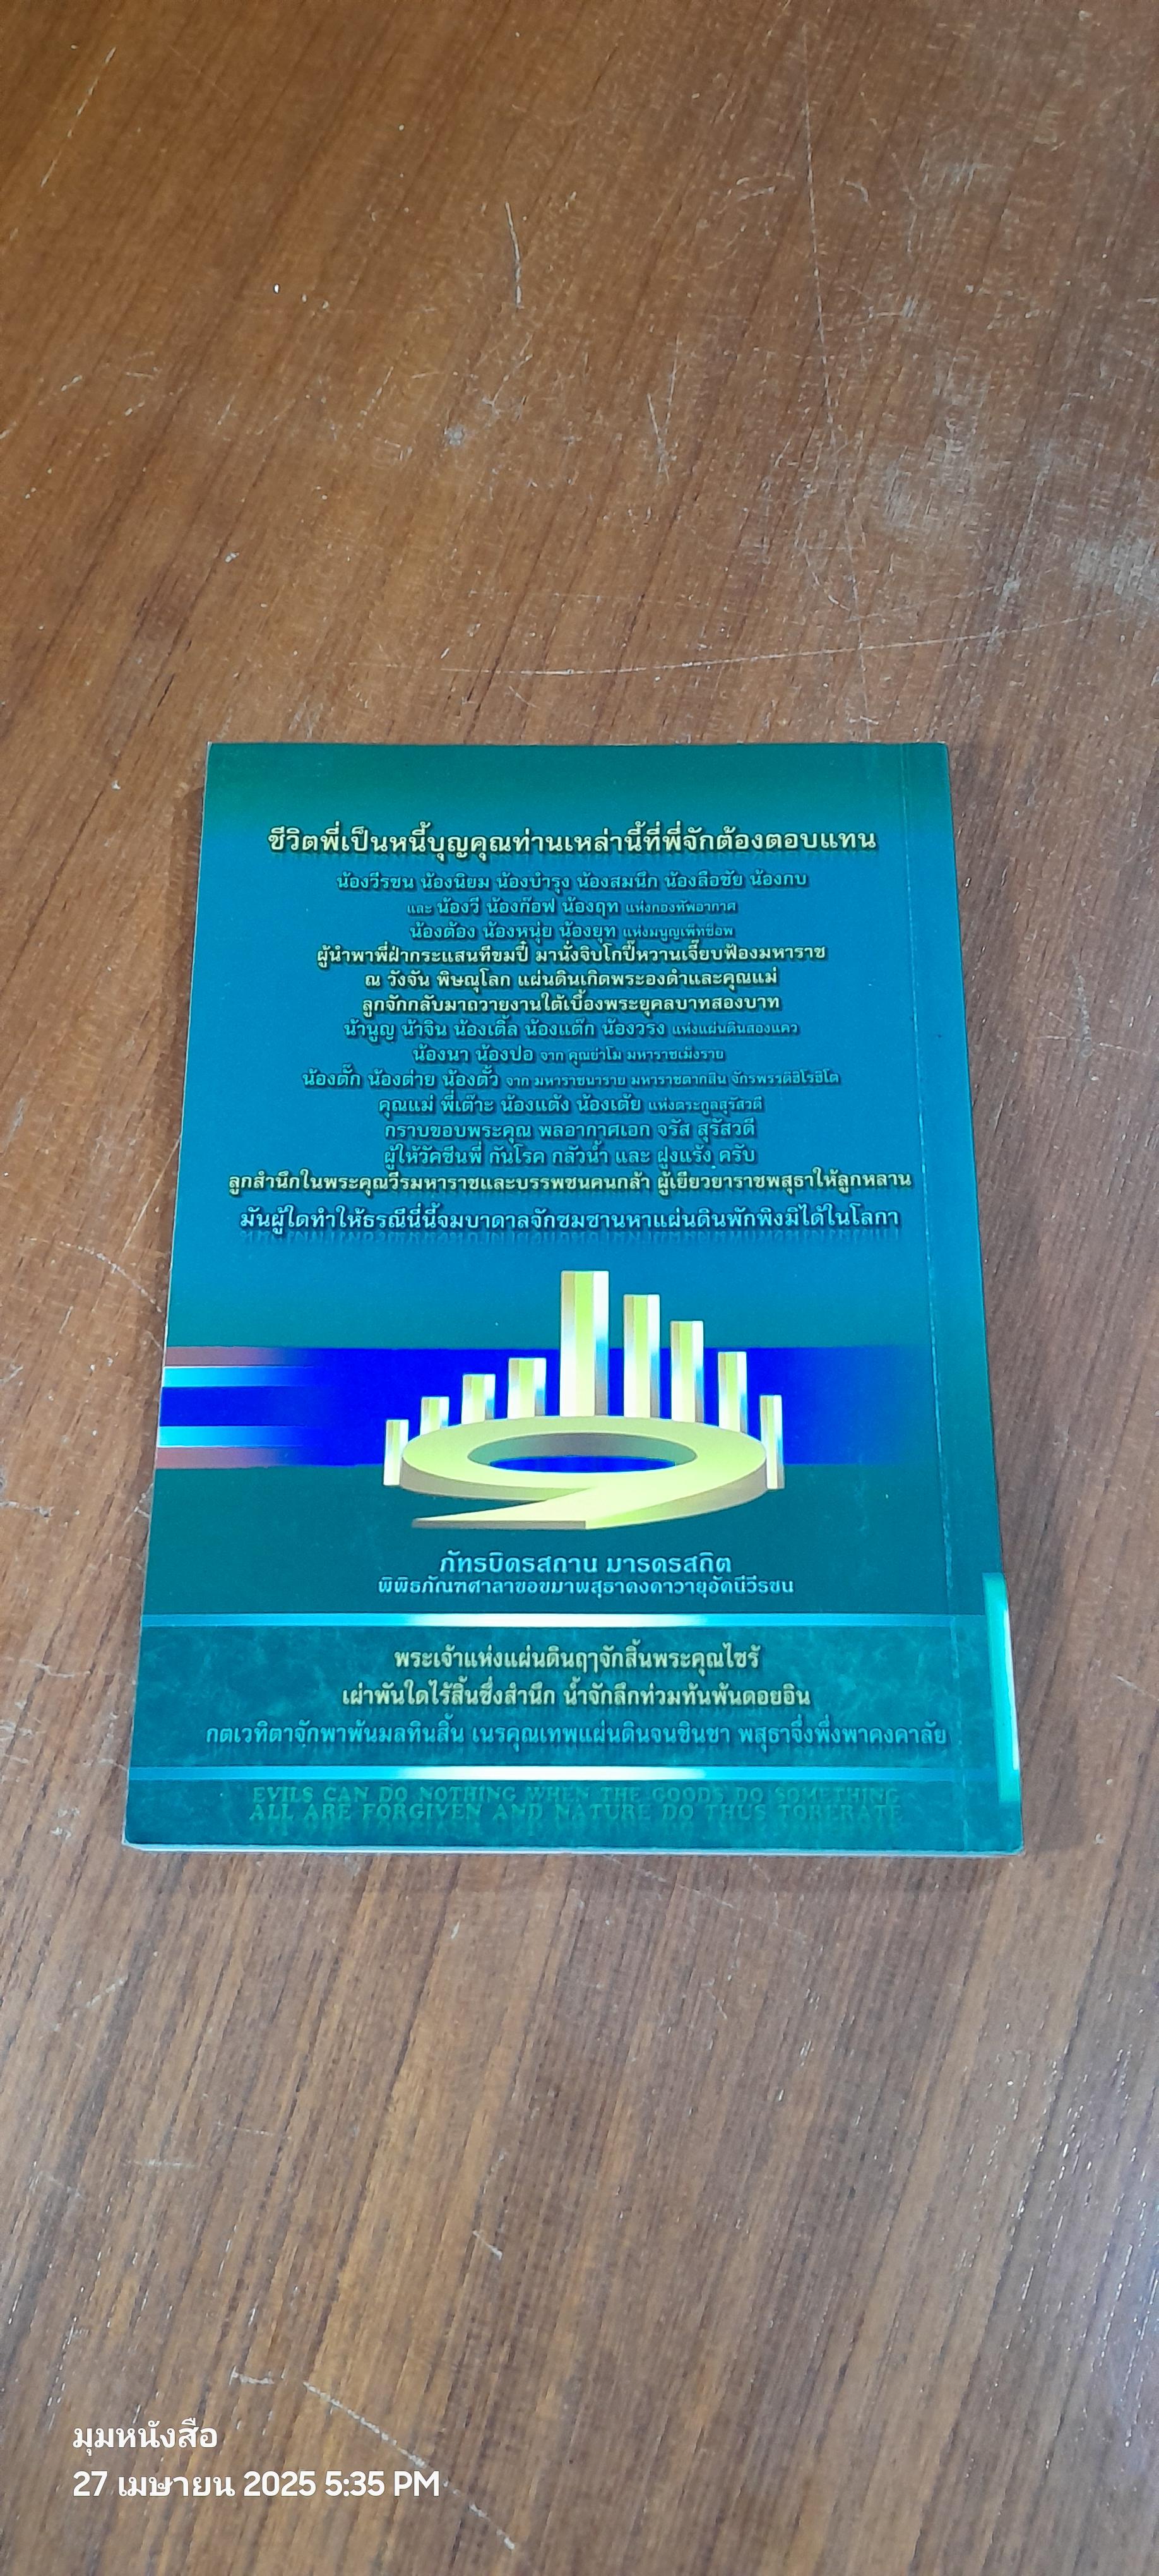 ชีวิตพี่เป็นหนี้บุญคุณท่านเหล่านี้ที่พี่จักต้องตอบแทน
น้องวีรชน น้องนิยม น้องบำรุง น้องสมนึก น้องลือชัย น้องกบ
และ น้องวี น้องก๊อฟ น้องฤท แห่งกองทัพอากาศ
น้องต้อง น้องหนุ่ย น้องยุท แห่งมนูญเพ็ทช็อพ
ผู้นำพาพี่ฝ่ากระแสนทีขมปี๋ มานั่งจิบโกปี๊หวานเจี๊ยบฟ้องมหาราช
ณ วังจัน พิษณุโลก แผ่นดินเกิดพระองดำและคุณแม่
ลูกจักกลับมาถวายงานใต้เบื้องพระยุคลบาทสองบาท
น้านูญ น้าจิน น้องเดิ้ล น้องแต๊ก น้องวรง แห่งแผ่นดินสองแคว
น้องนา น้องปอ จาก คุณย่าโม มหาราชเม็งราย
น้องตั๊ก น้องต่าย น้องตั้ว จาก มหาราชนาราย มหาราชตากสิน จักรพรรดิฮิโรฮิโต
คุณแม่ พี่เต๊าะ น้องแต้ง น้องเต้ย แห่งตระกูลสุรัสวดี
กราบขอบพระคุณ พลอากาศเอก จรัส สุรัสวดี
ผู้ให้วัคซีนพี่ กันโรค กลัวน้ำ และ ฝูงแร้ง ครับ
ลูกสำนึกในพระคุณวีรมหาราชและบรรพชนคนกล้า ผู้เยียวยาราชพสุธาให้ลูกหลาน
มันผู้ใดทำให้ธรณีนี่นี้จมบาดาลจักซมซานหาแผ่นดินพักพิงมิได้ในโลกา
๙
ภัทรบิตรสถาน มารตรสถิต
พิพิธภัณฑศาลาขอขมาพสุธาคงคาวายุอัคนีวีรชน
พระเจ้าแห่งแผ่นดินฤๅจักสิ้นพระคุณไซร้
เผ่าพันใดไร้สิ้นซึ่งสำนึก น้ำจักลึกท่วมท้นพ้นดอยอิน
กตเวทิตาจักพาพ้นมลทินสิ้น เนรคุณเทพแผ่นดินจนชินชา พสุธาจึ่งพึ่งพาคงคาลัย
EVILS CAN DO NOTHING WHEN THE GOODS DO SOMETHING
ALL ARE FORGIVEN AND NATURE DO THUS TOBERATE
มุมหนังสือ
27 เมษายน 2025 5:35 PM